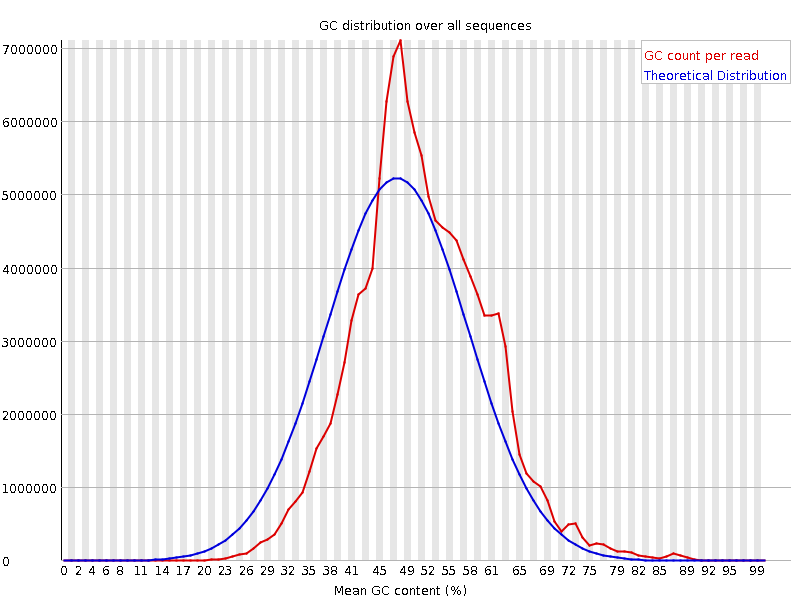 GC distribution over all sequences
GC count per read
Theoretical Distribution
7000000
6000000
5000000
4000000
3000000
2000000
1000000
0
0 2 4 6 8 11 14 17 20 23 26 29 32 35 38 41 45 49 52 55 58 61 65 69 72 75 79 82 85 89 92 95 99
Mean GC content (%)